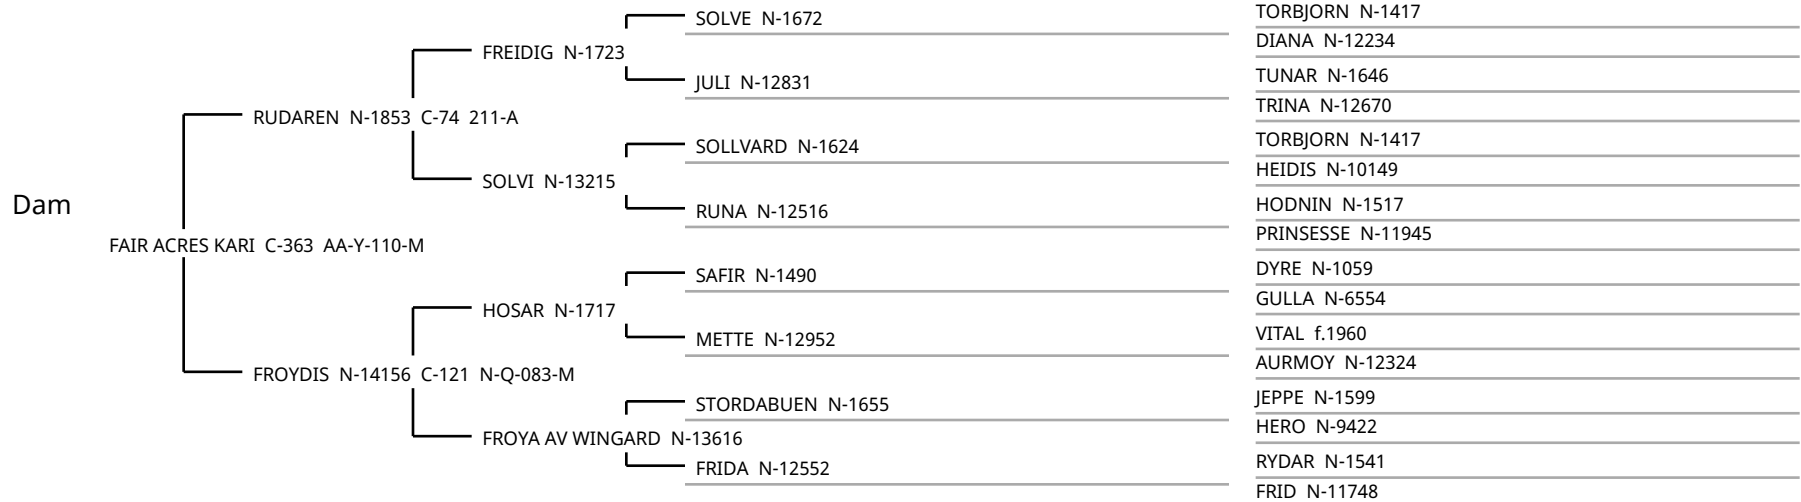 SOLVE N-1672
TORBJORN N-1417
DIANA N-12234
FREIDIG N-1723
JULI N-12831
TUNAR N-1646
TRINA N-12670
RUDAREN N-1853 C-74 211-A
SOLLVARD N-1624
TORBJORN N-1417
HEIDIS N-10149
SOLVI N-13215
RUNA N-12516
HODNIN N-1517
PRINSESSE N-11945
Dam
FAIR ACRES KARI C-363 AA-Y-110-M
SAFIR N-1490
DYRE N-1059
GULLA N-6554
HOSAR N-1717
METTE N-12952
VITAL f.1960
AURMOY N-12324
FROYDIS N-14156 C-121 N-Q-083-M
STORDABUEN N-1655
JEPPE N-1599
HERO N-9422
FROYA AV WINGARD N-13616
FRIDA N-12552
RYDAR N-1541
FRID N-11748